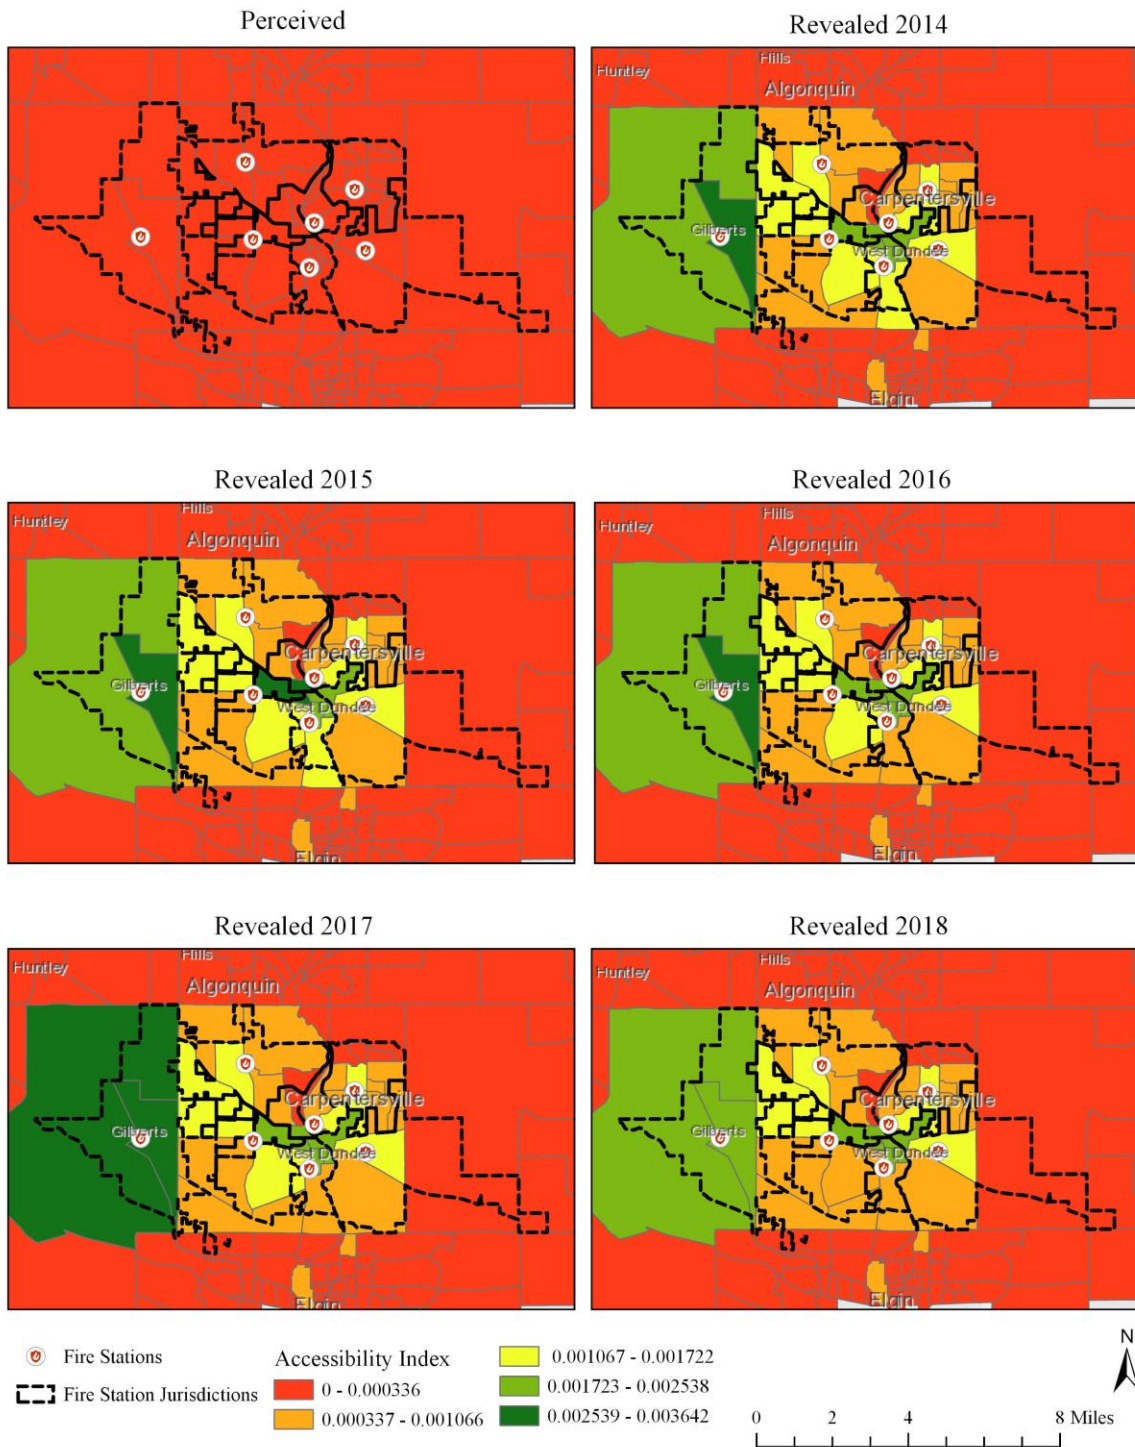 Perceived
Revealed 2014
Huntley
Hills
Algonquin
Carpentersville
Gilberts
West Dundee
Elgin
Revealed 2015
Revealed 2016
Huntley
Hills
Algonquin
Carpentersville
Gilberts
West Dundee
Elgin
Huntley
Hills
Algonquin
Carpentersville
Gilberts
West Dundee
Elgin
Revealed 2017
Revealed 2018
Huntley
Hills
Algonquin
Carpentersville
Gilberts
West Dundee
Elgin
Huntley
Hills
Algonquin
Carpentersville
Gilberts
West Dundee
Elgin
Fire Stations
Fire Station Jurisdictions
Accessibility Index
0 - 0.000336
0.000337 - 0.001066
0.001067 - 0.001722
0.001723 - 0.002538
0.002539 - 0.003642
N
0 2 4 8 Miles